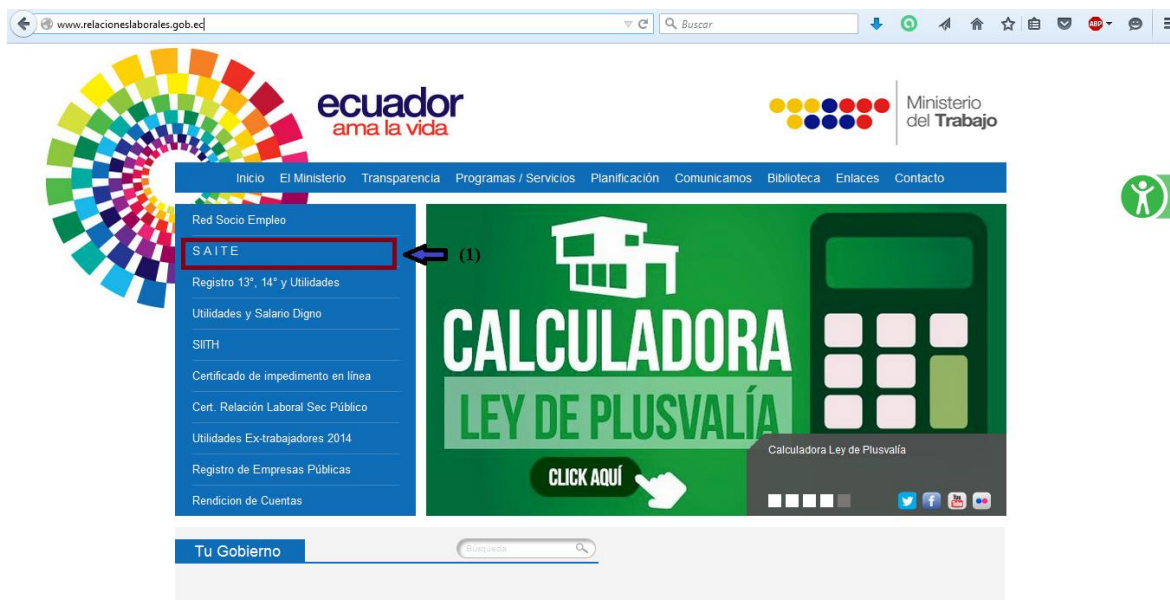 www.relacioneslaborales.gob.ec
Buscar
ABP
ecuador
ama la vida
Ministerio
del Trabajo
Inicio El Ministerio Transparencia Programas / Servicios Planificación Comunicamos Biblioteca Enlaces Contacto
Red Socio Empleo
S A I T E
(1)
Registro 13°, 14° y Utilidades
Utilidades y Salario Digno
SIITH
Certificado de impedimento en línea
Cert. Relación Laboral Sec Público
Utilidades Ex-trabajadores 2014
Registro de Empresas Públicas
Rendicion de Cuentas
CALCULADORA
LEY DE PLUSVALÍA
CLICK AQUÍ
Calculadora Ley de Plusvalía
You Tube
Tu Gobierno
Búsqueda